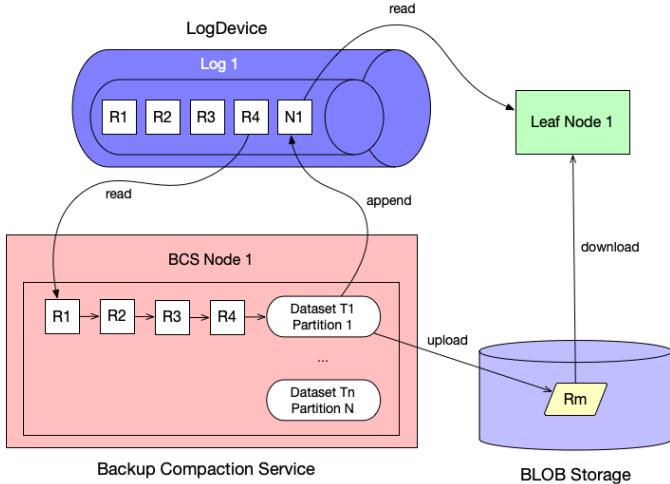 LogDevice
read
Log 1
R1 R2 R3 R4 N1
Leaf Node 1
read
append
download
BCS Node 1
R1 R2 R3 R4
Dataset T1
Partition 1
upload
...
Dataset Tn
Partition N
Rm
Backup Compaction Service
BLOB Storage